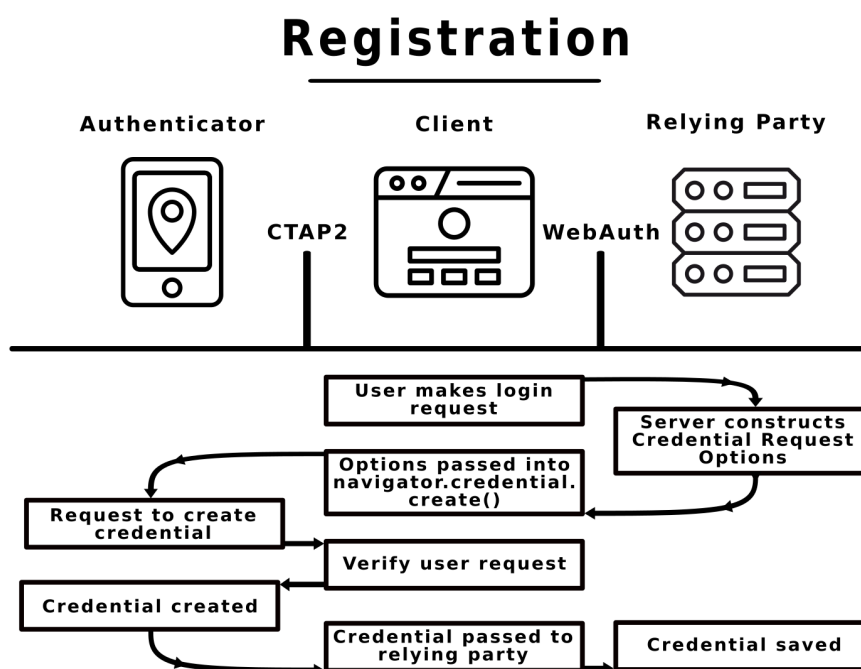 Registration
Authenticator
Client
Relying Party
CTAP2
WebAuth
User makes login
request
Server constructs
Credential Request
Options
Options passed into
navigator.credential.
create()
Request to create
credential
Verify user request
Credential created
Credential passed to
relying party
Credential saved